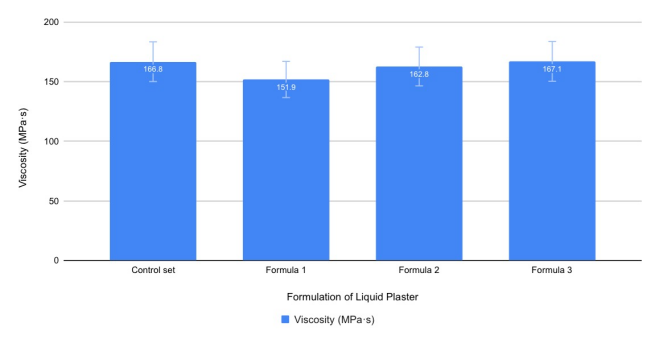 200
150
100
50
0
Viscosity (MPa·s)
166.8
151.9
162.8
167.1
Control set
Formula 1
Formula 2
Formula 3
Formulation of Liquid Plaster
Viscosity (MPa·s)